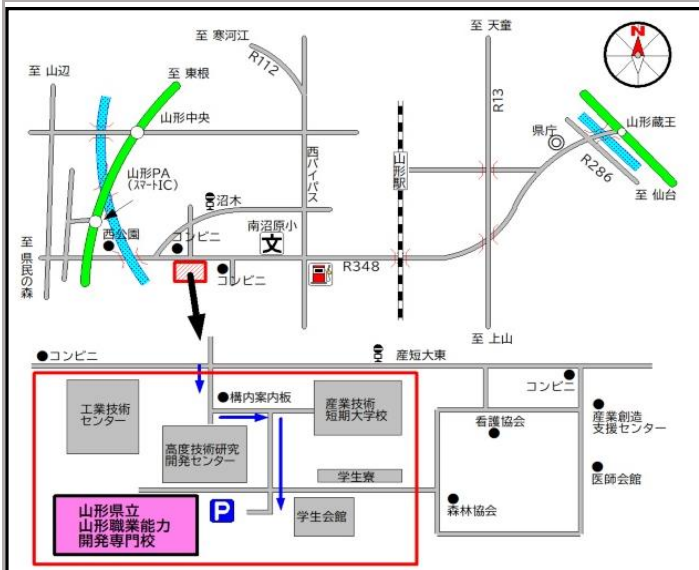 至 天童
至 寒河江
N
至 山辺
至 東根
R112
R13
山形中央
西バイパス
県庁
山形蔵王
山形駅
R286
山形PA
(スマートIC)
沼木
至 仙台
南沼原小
文
コンビニ
西公園
至 県民の森
コンビニ
R348
至 上山
コンビニ
産短大東
コンビニ
工業技術
センター
構内案内板
産業技術
短期大学校
看護協会
産業創造
支援センター
高度技術研究
開発センター
学生寮
医師会館
山形県立
山形職業能力
開発専門校
P
学生会館
森林協会